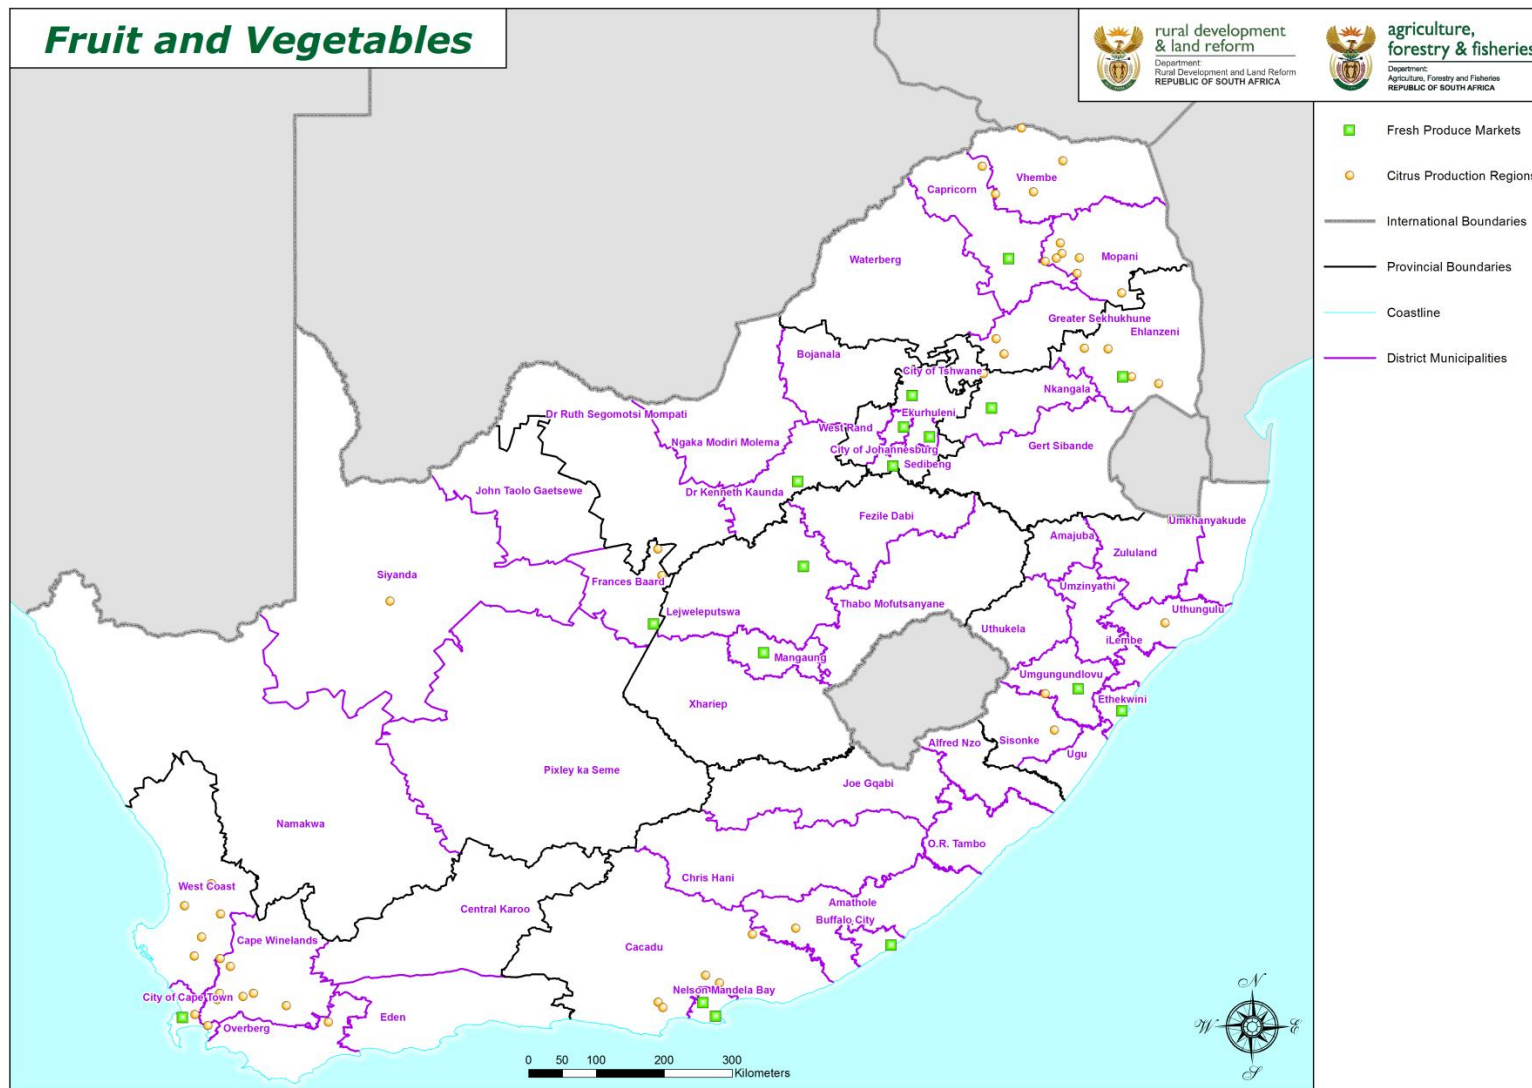 Fruit and Vegetables
rural development
& land reform
Department:
Rural Development and Land Reform
REPUBLIC OF SOUTH AFRICA
agriculture,
forestry & fisheries
Department:
Agriculture, Forestry and Fisheries
REPUBLIC OF SOUTH AFRICA
Fresh Produce Markets
Citrus Production Regions
International Boundaries
Provincial Boundaries
Coastline
District Municipalities
Vhembe
Capricorn
Mopani
Waterberg
Greater Sekhukhune
Ehlanzeni
Bojanala
City of Tshwane
Nkangala
Dr Ruth Segomotsi Mompati
Ekurhuleni
West Rand
Ngaka Modiri Molema
City of Johannesburg
Gert Sibande
Sedibeng
John Taolo Gaetsewe
Dr Kenneth Kaunda
Fezile Dabi
Umkhanyakude
Amajuba
Zululand
Siyanda
Frances Baard
Umzinyathi
Lejweleputswa
Thabo Mofutsanyane
Uthungulu
Uthukela
iLembe
Mangaung
Umgungundlovu
Ethekwini
Xhariep
Alfred Nzo
Sisonke
Ugu
Pixley ka Seme
Joe Gqabi
Namakwa
O.R. Tambo
West Coast
Chris Hani
Central Karoo
Amathole
Buffalo City
Cape Winelands
Cacadu
City of Cape Town
Nelson Mandela Bay
Overberg
Eden
N
W E
S
0 50 100 200 300
Kilometers